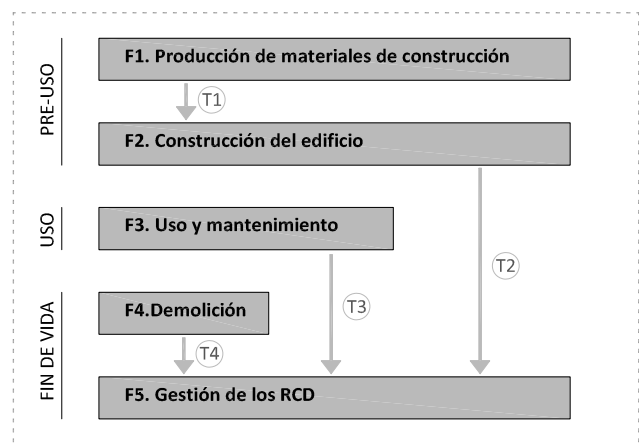 PRE-USO
F1. Producción de materiales de construcción
T1
F2. Construcción del edificio
USO
F3. Uso y mantenimiento
T2
FIN DE VIDA
F4.Demolición
T3
T4
F5. Gestión de los RCD